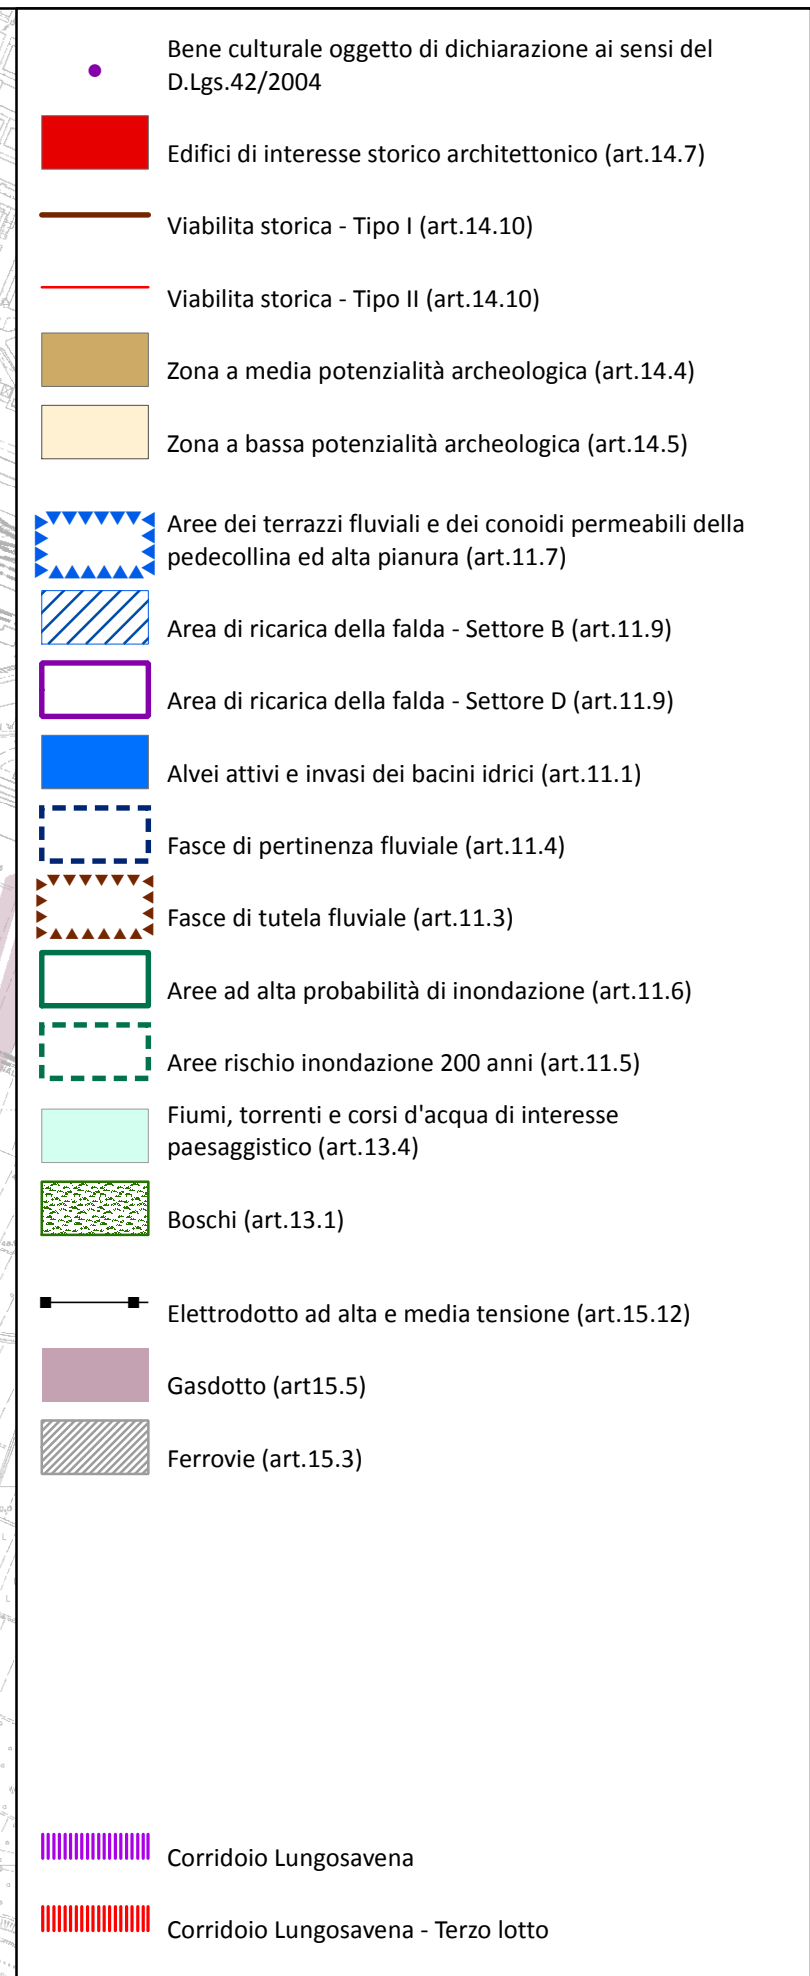 Bene culturale oggetto di dichiarazione ai sensi del
D.Lgs.42/2004
Edifici di interesse storico architettonico (art.14.7)
Viabilita storica - Tipo I (art.14.10)
Viabilita storica - Tipo II (art.14.10)
Zona a media potenzialità archeologica (art.14.4)
Zona a bassa potenzialità archeologica (art.14.5)
Aree dei terrazzi fluviali e dei conoidi permeabili della
pedecollina ed alta pianura (art.11.7)
Area di ricarica della falda - Settore B (art.11.9)
Area di ricarica della falda - Settore D (art.11.9)
Alvei attivi e invasi dei bacini idrici (art.11.1)
Fasce di pertinenza fluviale (art.11.4)
Fasce di tutela fluviale (art.11.3)
Aree ad alta probabilità di inondazione (art.11.6)
Aree rischio inondazione 200 anni (art.11.5)
Fiumi, torrenti e corsi d'acqua di interesse
paesaggistico (art.13.4)
Boschi (art.13.1)
Elettrodotto ad alta e media tensione (art.15.12)
Gasdotto (art15.5)
Ferrovie (art.15.3)
Corridoio Lungosavena
Corridoio Lungosavena - Terzo lotto